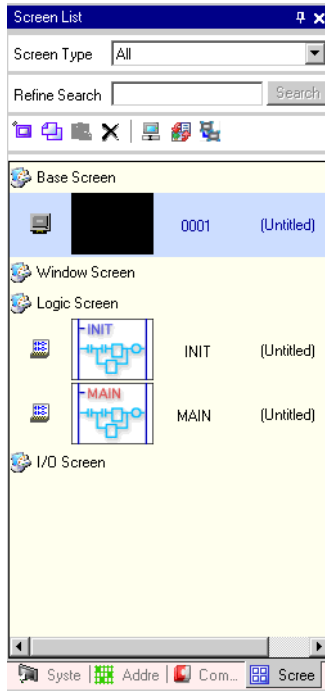 Screen List
Screen Type All
Refine Search Search
Base Screen
0001 (Untitled)
Window Screen
Logic Screen
INIT INIT (Untitled)
MAIN MAIN (Untitled)
I/O Screen
Syste Addre Com... Scree